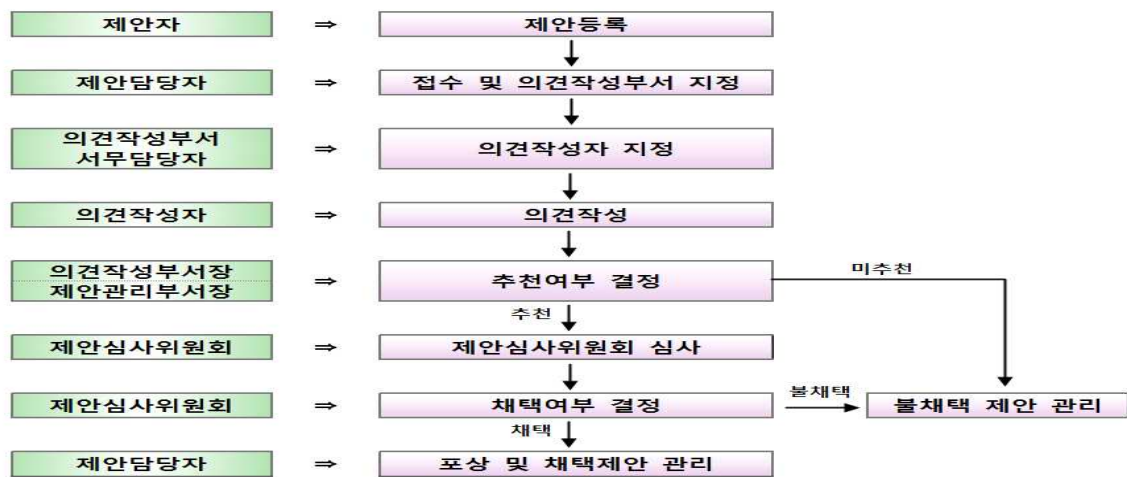 제안자 ⇒ 제안등록
제안담당자 ⇒ 접수 및 의견작성부서 지정
의견작성부서
서무담당자 ⇒ 의견작성자 지정
의견작성자 ⇒ 의견작성
의견작성부서장
제안관리부서장 ⇒ 추천여부 결정
미추천
추천
제안심사위원회 ⇒ 제안심사위원회 심사
제안심사위원회 ⇒ 채택여부 결정
불채택
불채택 제안 관리
채택
제안담당자 ⇒ 포상 및 채택제안 관리